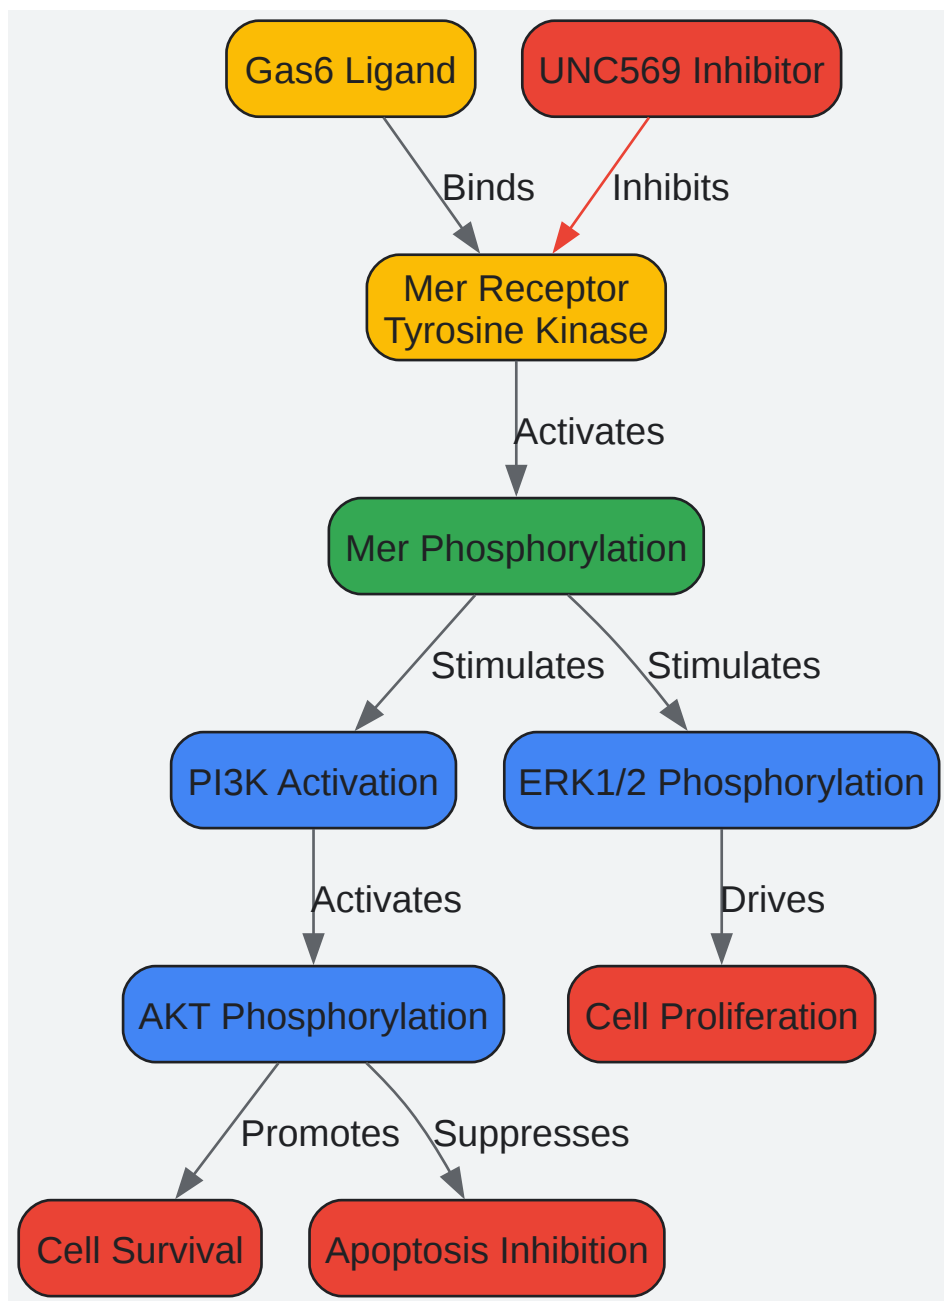 Gas6 Ligand
UNC569 Inhibitor
Binds
Inhibits
Mer Receptor
Tyrosine Kinase
Activates
Mer Phosphorylation
Stimulates
Stimulates
PI3K Activation
ERK1/2 Phosphorylation
Activates
Drives
AKT Phosphorylation
Cell Proliferation
Promotes
Suppresses
Cell Survival
Apoptosis Inhibition